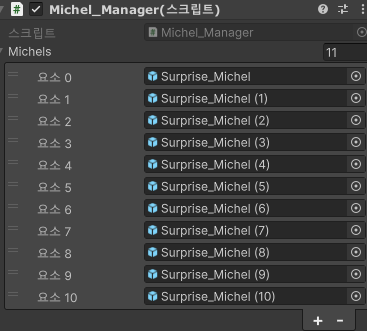 Michel_Manager(스크립트)
스크립트 Michel_Manager
Michels 11
요소 0 Surprise_Michel
요소 1 Surprise_Michel (1)
요소 2 Surprise_Michel (2)
요소 3 Surprise_Michel (3)
요소 4 Surprise_Michel (4)
요소 5 Surprise_Michel (5)
요소 6 Surprise_Michel (6)
요소 7 Surprise_Michel (7)
요소 8 Surprise_Michel (8)
요소 9 Surprise_Michel (9)
요소 10 Surprise_Michel (10)
+ -